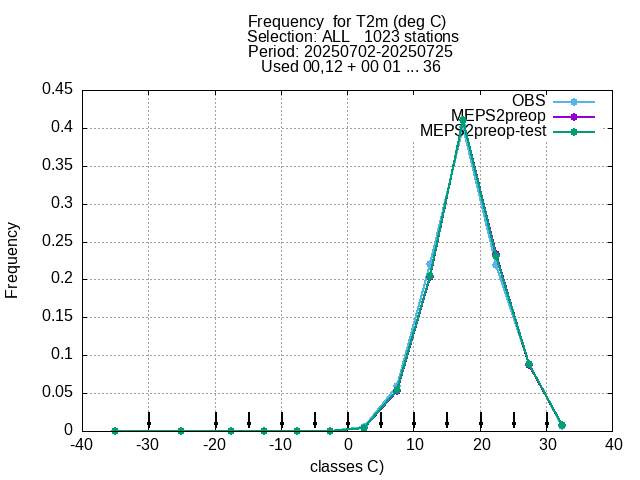 Frequency  for T2m (deg C)
Selection: ALL   1023 stations
Period: 20250702-20250725
Used 00,12 + 00 01 ... 36
OBS
MEPS2preop
MEPS2preop-test
Frequency
0.45
0.4
0.35
0.3
0.25
0.2
0.15
0.1
0.05
0
-40 -30 -20 -10 0 10 20 30 40
classes C)